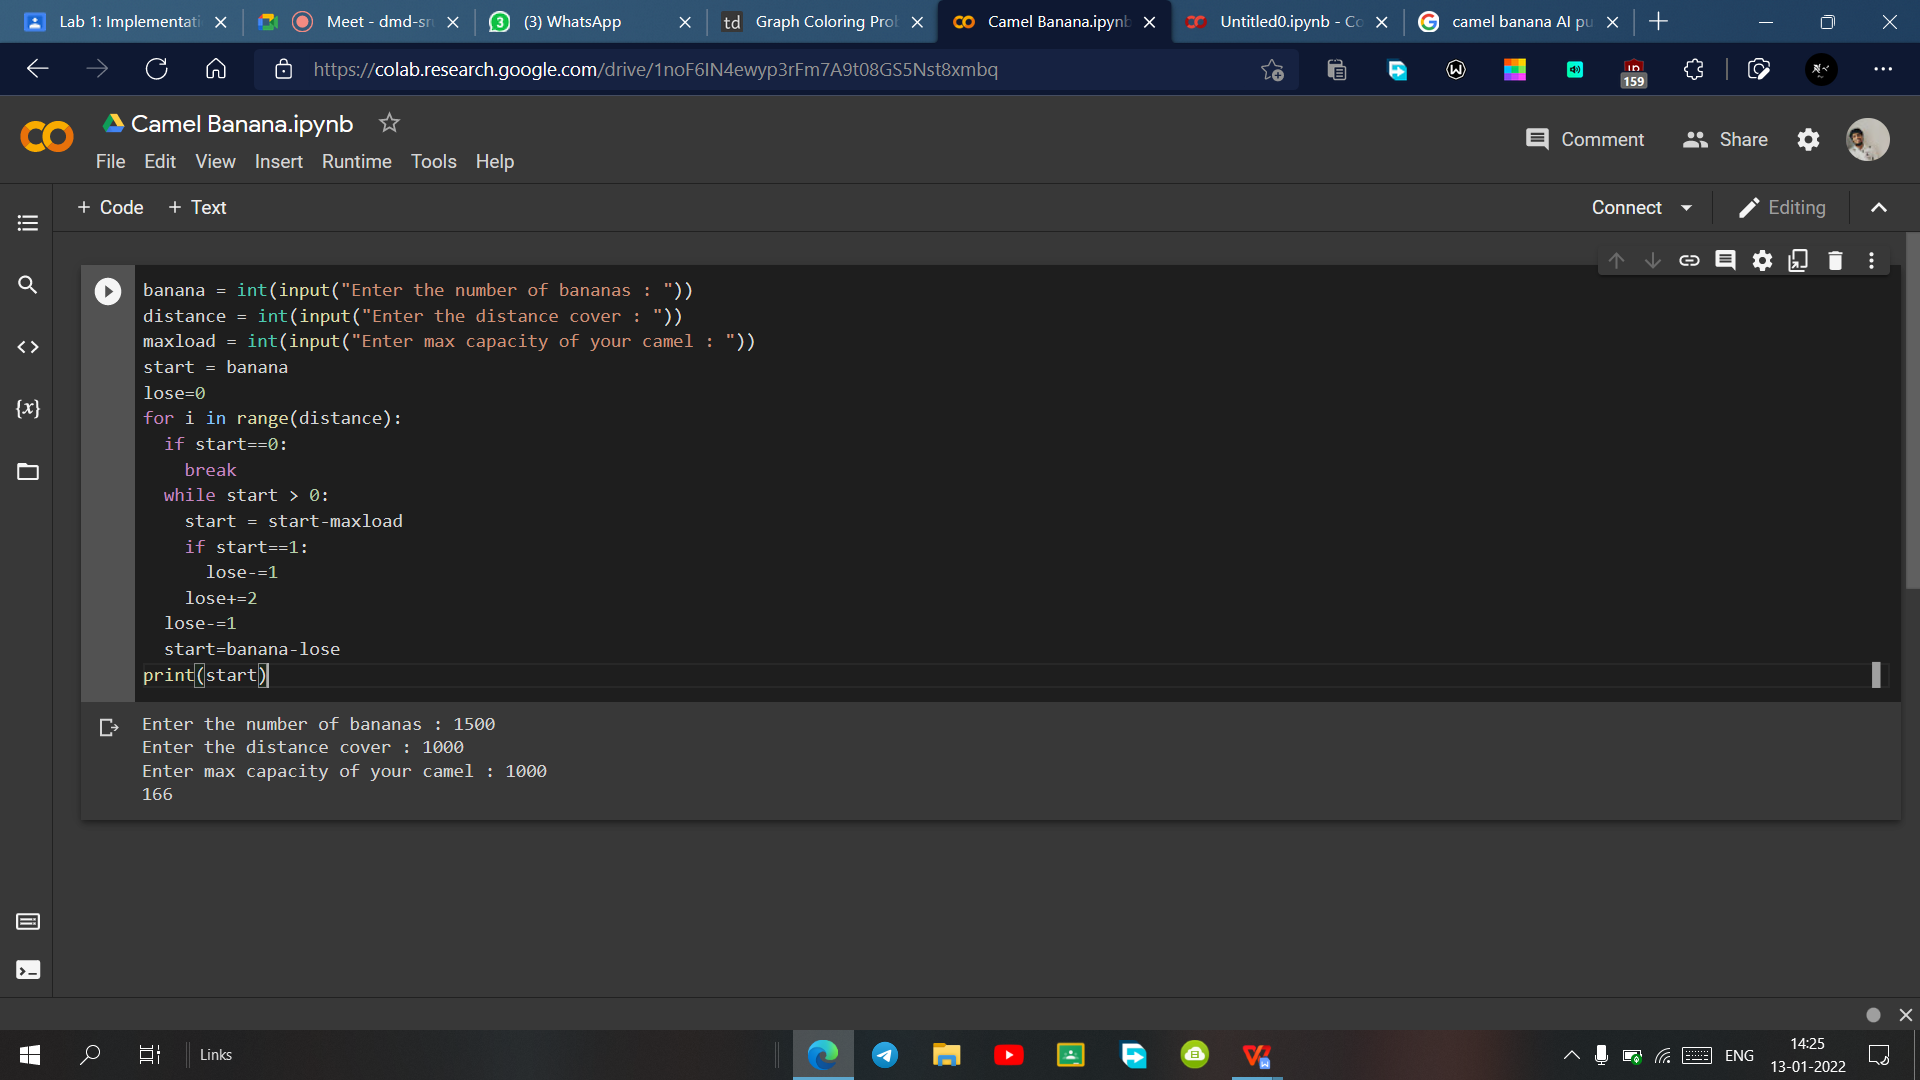 Lab 1: Implementati
Meet - dmd-sr
(3) WhatsApp
Graph Coloring Pro
Camel Banana.ipynb
Untitled0.ipynb - Co
camel banana AI pu
https://colab.research.google.com/drive/1noF6IN4ewyp3rFm7A9t08GS5Nst8xmbq
159
Camel Banana.ipynb
Comment
Share
File Edit View Insert Runtime Tools Help
+ Code + Text
Connect
Editing
banana = int(input("Enter the number of bananas : "))
distance = int(input("Enter the distance cover : "))
maxload = int(input("Enter max capacity of your camel : "))
start = banana
lose=0
for i in range(distance):
  if start==0:
    break
  while start > 0:
    start = start-maxload
    if start==1:
      lose-=1
    lose+=2
  lose-=1
  start=banana-lose
print(start)
Enter the number of bananas : 1500
Enter the distance cover : 1000
Enter max capacity of your camel : 1000
166
Links
ENG
14:25
13-01-2022